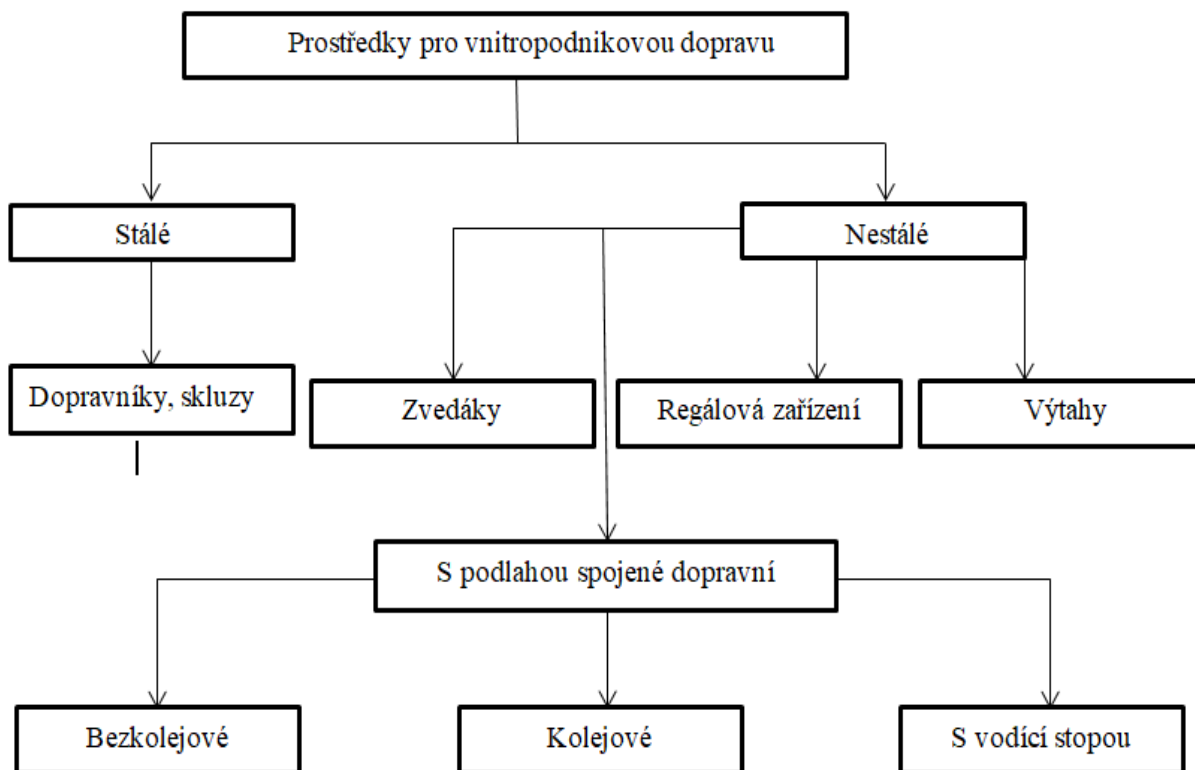 Prostředky pro vnitropodnikovou dopravu
Stálé
Nestálé
Dopravníky, skluzy
Zvedáky
Regálová zařízení
Výtahy
S podlahou spojené dopravní
Bezkolejové
Kolejové
S vodící stopou